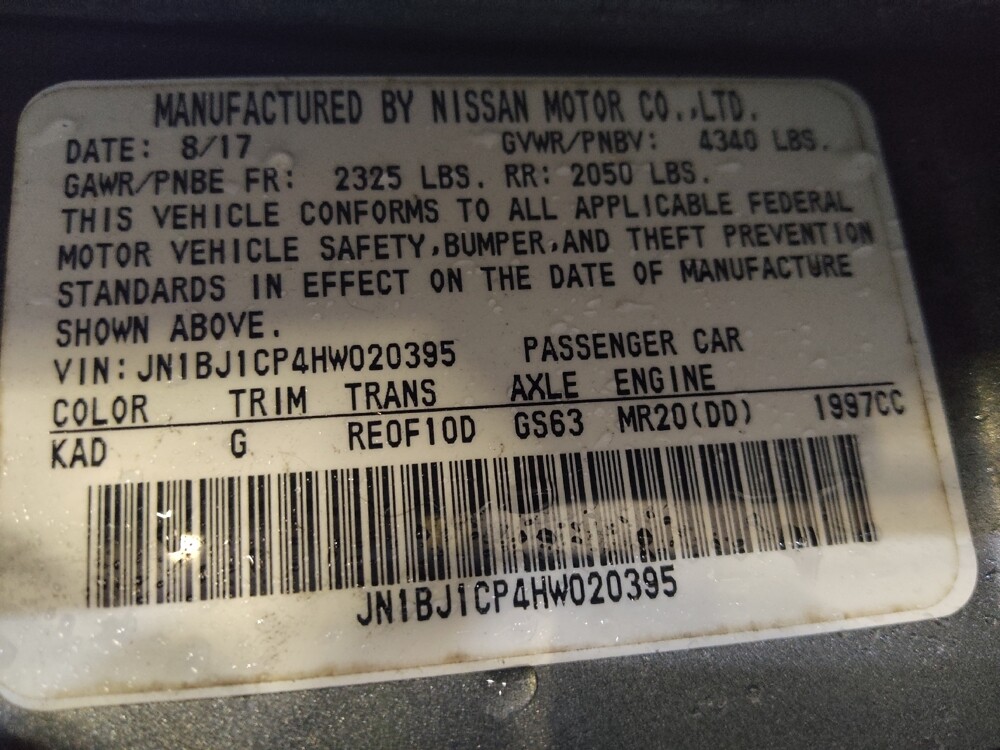 MANUFACTURED BY NISSAN MOTOR CO.,LTD.
DATE: 8/17 GVWR/PNBV: 4340 LBS.
GAWR/PNBE FR: 2325 LBS. RR: 2050 LBS.
THIS VEHICLE CONFORMS TO ALL APPLICABLE FEDERAL
MOTOR VEHICLE SAFETY,BUMPER,AND THEFT PREVENTION
STANDARDS IN EFFECT ON THE DATE OF MANUFACTURE
SHOWN ABOVE.
VIN:JN1BJ1CP4HW020395 PASSENGER CAR
COLOR TRIM TRANS AXLE ENGINE
KAD G RE0F10D GS63 MR20(DD) 1997CC
JN1BJ1CP4HW020395